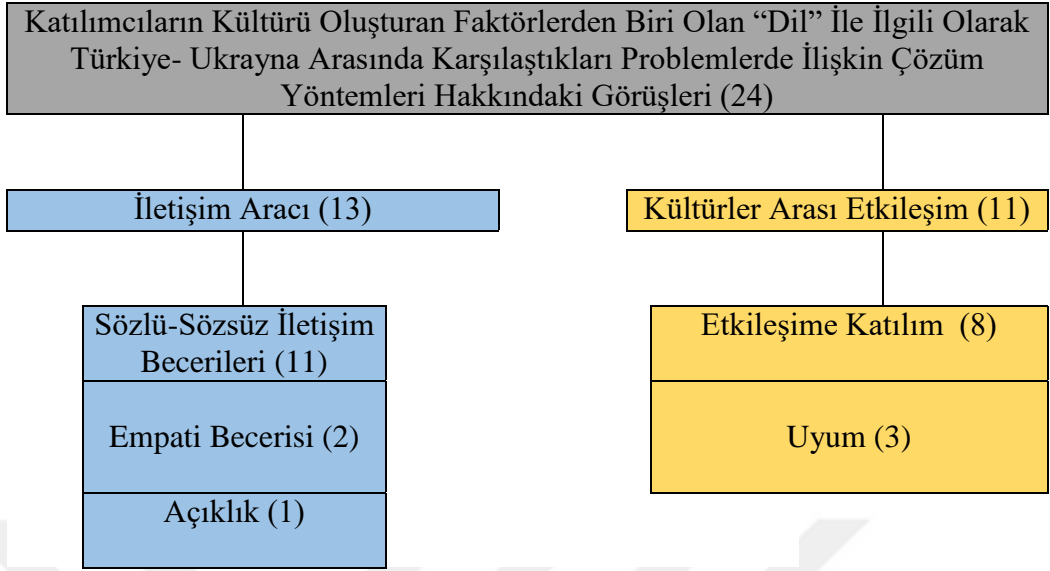 Katılımcıların Kültürü Oluşturan Faktörlerden Biri Olan “Dil” İle İlgili Olarak
Türkiye- Ukrayna Arasında Karşılaştıkları Problemlerde İlişkin Çözüm
Yöntemleri Hakkındaki Görüşleri (24)
İletişim Aracı (13)
Kültürler Arası Etkileşim (11)
Sözlü-Sözsüz İletişim
Becerileri (11)
Etkileşime Katılım (8)
Empati Becerisi (2)
Uyum (3)
Açıklık (1)